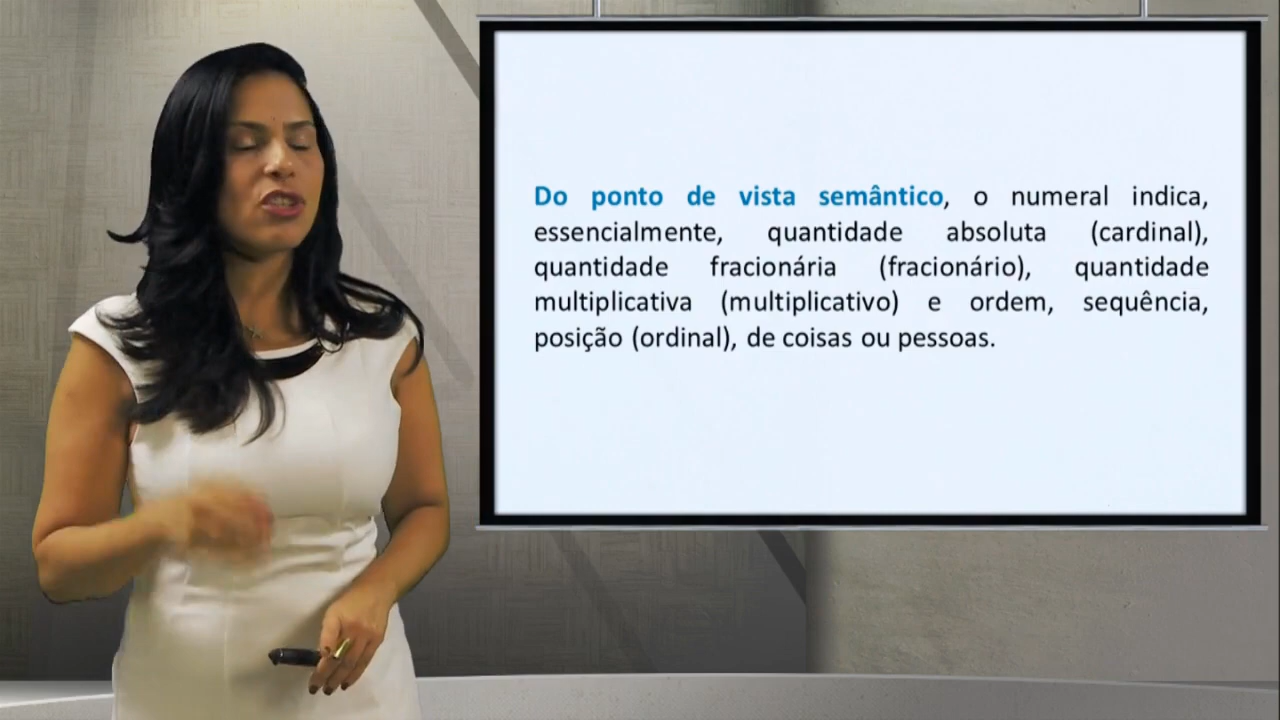 Do ponto de vista semântico, o numeral indica,
essencialmente, quantidade absoluta (cardinal),
quantidade fracionária (fracionário), quantidade
multiplicativa (multiplicativo) e ordem, sequência,
posição (ordinal), de coisas ou pessoas.